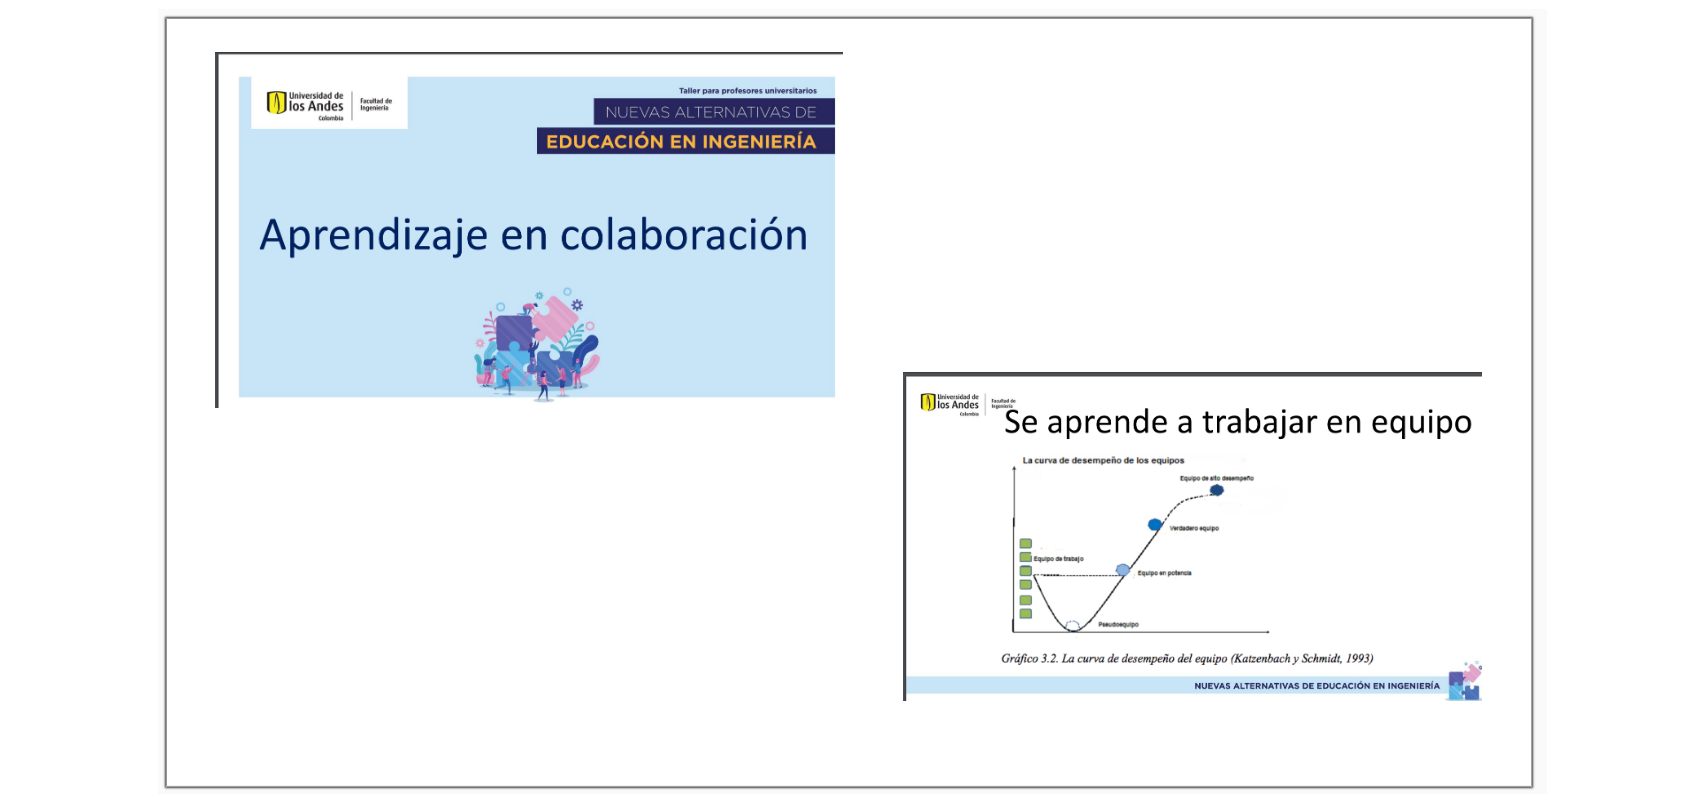 Universidad de
los Andes
Colombia
Facultad de
Ingeniería
Taller para profesores universitarios
NUEVAS ALTERNATIVAS DE
EDUCACIÓN EN INGENIERÍA
Aprendizaje en colaboración
Universidad de
los Andes
Colombia
Facultad de
Ingeniería
Se aprende a trabajar en equipo
La curva de desempeño de los equipos
Equipo de alto desempeño
Verdadero equipo
Equipo de trabajo
Equipo en potencia
Pseudoequipo
Gráfico 3.2. La curva de desempeño del equipo (Katzenbach y Schmidt, 1993)
NUEVAS ALTERNATIVAS DE EDUCACIÓN EN INGENIERÍA